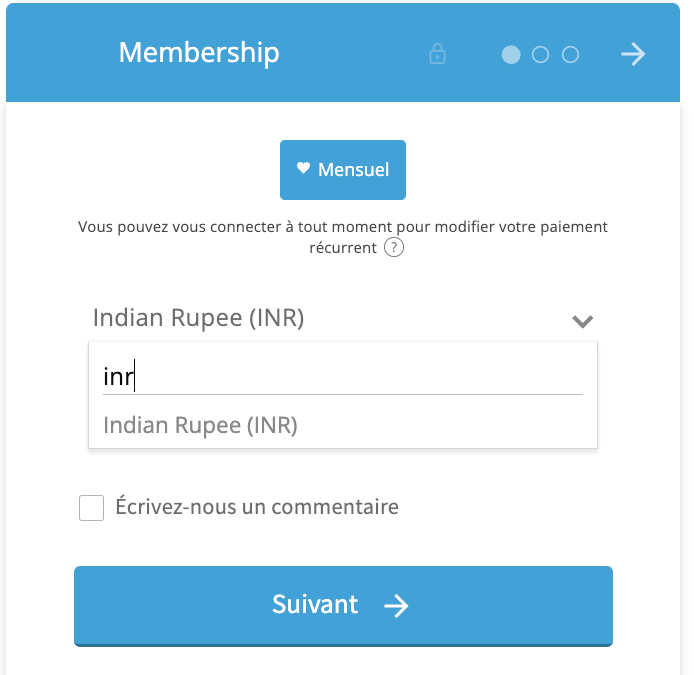 Membership
Mensuel
Vous pouvez vous connecter à tout moment pour modifier votre paiement
récurrent ?
Indian Rupee (INR)
inr
Indian Rupee (INR)
Écrivez-nous un commentaire
Suivant